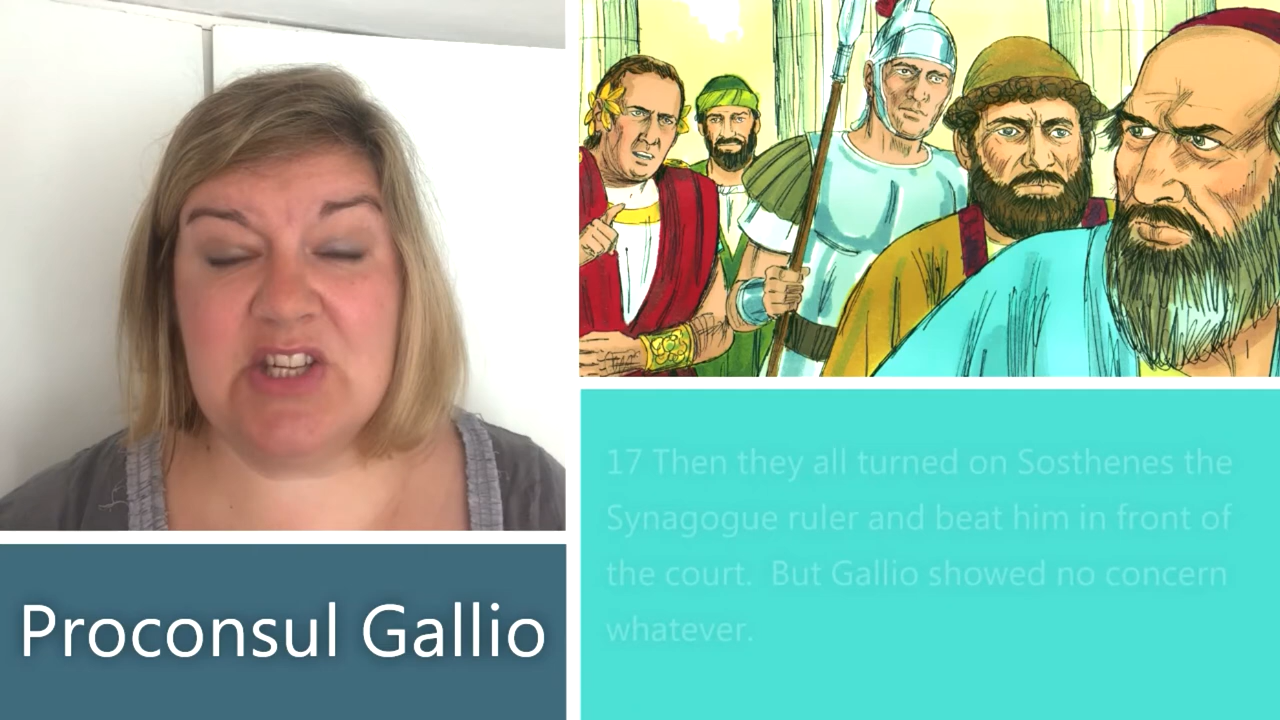 Proconsul Gallio
17 Then they all turned on Sosthenes the
Synagogue ruler and beat him in front of
the court.  But Gallio showed no concern
whatever.